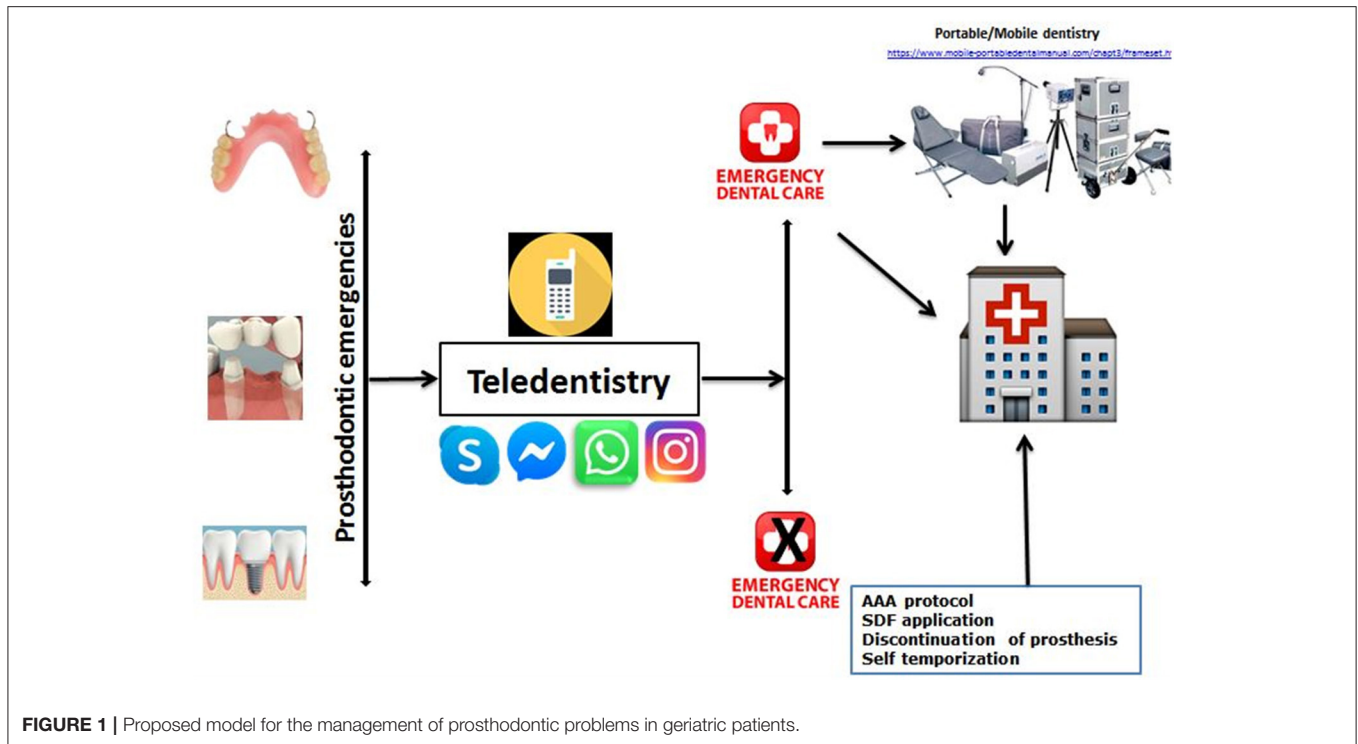 Portable/Mobile dentistry
https://www.mobile-portabledentalmanual.com/chapt3/frameset.h
Prosthodontic emergencies
EMERGENCY
DENTAL CARE
Teledentistry
S
X
EMERGENCY
DENTAL CARE
AAA protocol
SDF application
Discontinuation of prosthesis
Self temporization
FIGURE 1 | Proposed model for the management of prosthodontic problems in geriatric patients.